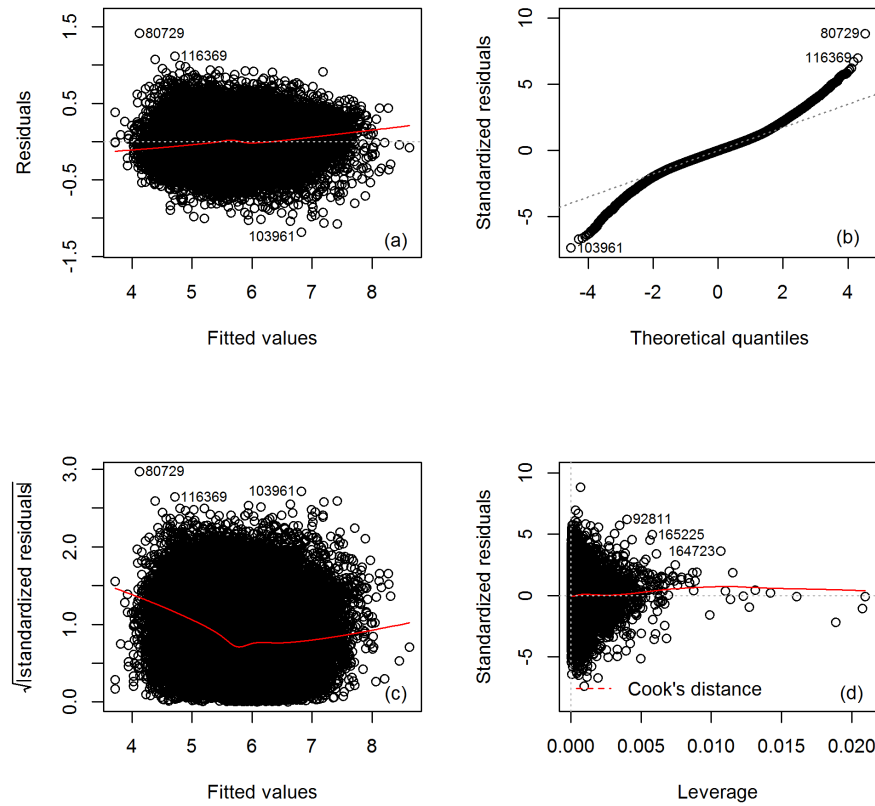 Residuals
1.5
0.5
-0.5
-1.5
80729
116369
103961
(a)
4 5 6 7 8
Fitted values
Standardized residuals
10
5
0
-5
80729
116369
103961
(b)
-4 -2 0 2 4
Theoretical quantiles
√|standardized residuals|
3.0
2.0
1.0
0.0
80729
116369
103961
(c)
4 5 6 7 8
Fitted values
Standardized residuals
10
5
0
-5
92811
165225
164723
Cook's distance
(d)
0.000 0.005 0.010 0.015 0.020
Leverage